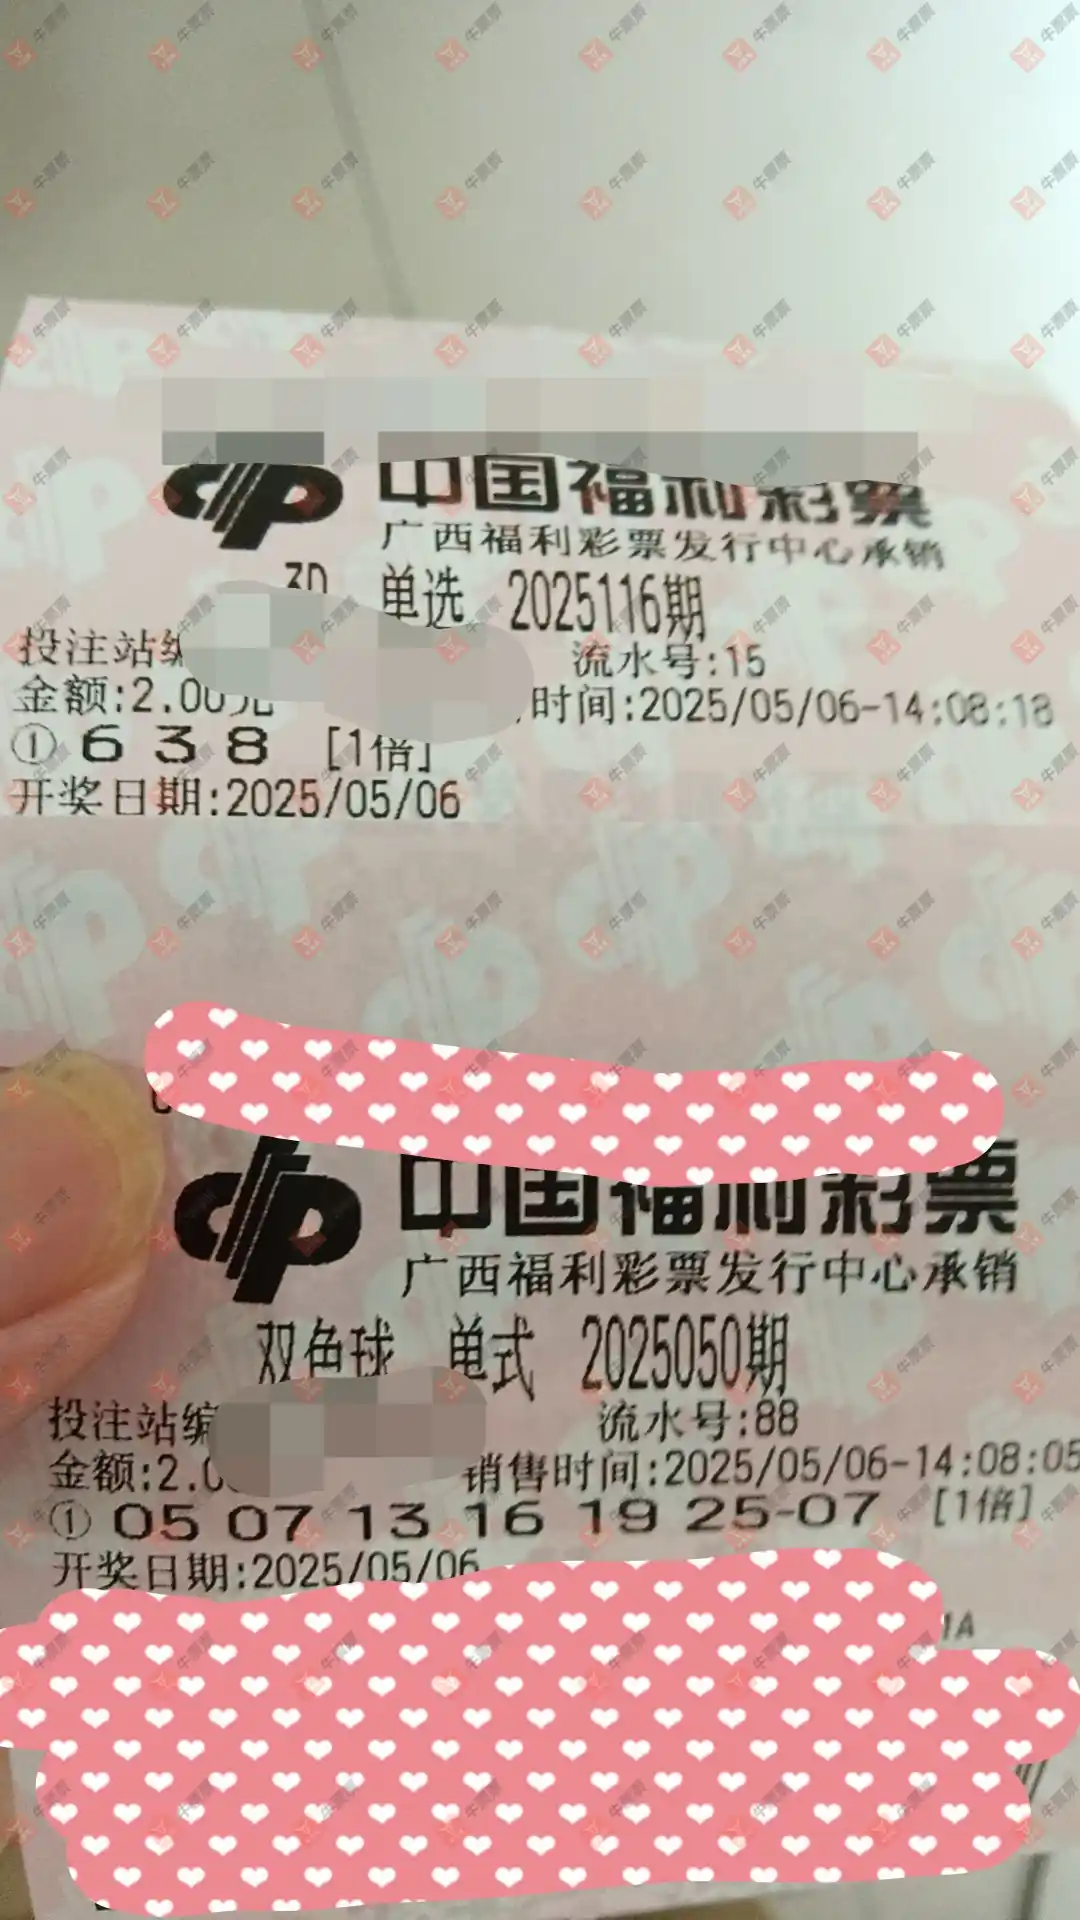 中国福利彩票
广西福利彩票发行中心承销
3D 单选 2025116期
投注站编 流水号:15
金额:2.00元 时间:2025/05/06-14:08:18
① 6 3 8 [1倍]
开奖日期:2025/05/06
中国福利彩票
广西福利彩票发行中心承销
双色球 单式 2025050期
投注站编 流水号:88
金额:2.0 销售时间:2025/05/06-14:08:05
① 05 07 13 16 19 25-07 [1倍]
开奖日期:2025/05/06
1A
牛票票